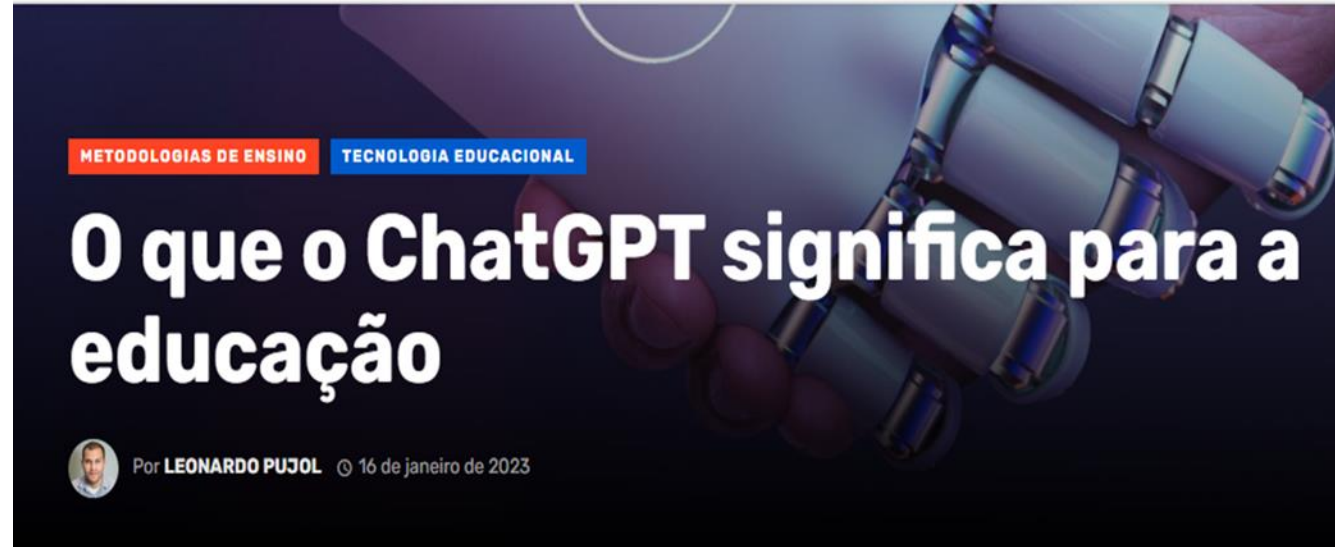 METODOLOGIAS DE ENSINO TECNOLOGIA EDUCACIONAL
O que o ChatGPT significa para a
educação
Por LEONARDO PUJOL 16 de janeiro de 2023